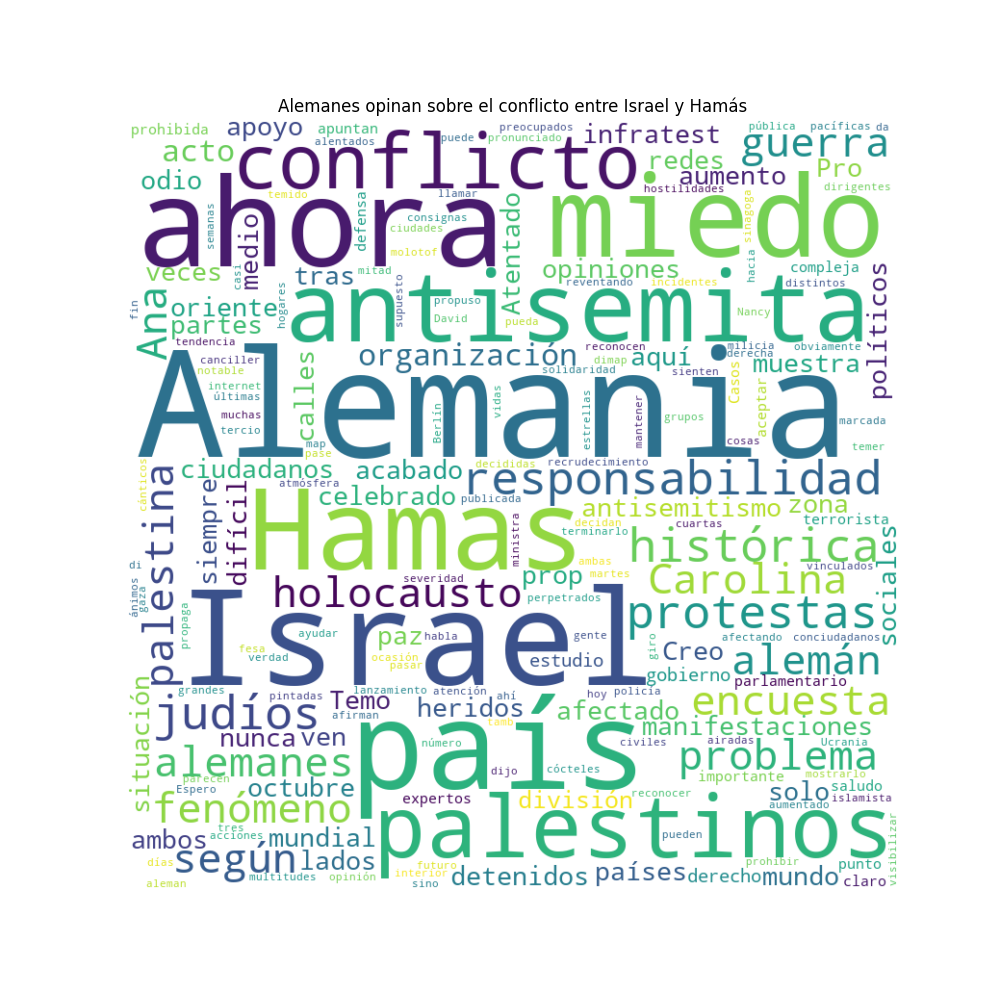 Alemanes opinan sobre el conflicto entre Israel y Hamás
prohibida
apoyo
apuntan
alentados
puede
preocupados
pronunciado
infratest
pública
pacíficas
da
acto
conflicto
redes
guerra
odio
aumento
Pro
hostilidades
dirigentes
ahora
temido
llamar
miedo
semanas
medio
defensa
consignas
ciudades
molotof
Atentado
sinagoga
veces
casi
tras
mitad
opiniones
hacia
compleja
reventando
incidentes
distintos
políticos
fin
Ana
oriente
partes
hogares
antisemita
supuesto
propuso
David
pueda
Nancy
tendencia
canciller
notable
internet
últimas
muchas
tercio
calles
organización
reconocen
dimap
solidaridad
aquí
sienten
milicia
derecha
obviamente
muestra
Casos
aceptar
Alemania
Berlín
vidas
estrellas
mantener
grupos
cosas
marcada
temer
map
pase
cánticos
palestina
ciudadanos
atmósfera
acabado
decididas
recrudecimiento
responsabilidad
siempre
difícil
celebrado
publicada
antisemitismo
zona
Hamas
ministra
decidan
terminarlo
cuartas
terrorista
histórica
sociales
di
ánimos
gaza
propaga
ambas
martes
vinculados
holocausto
severidad
prop
perpetrados
Carolina
protestas
Israel
ayudar
fesa
verdad
paz
habla
ocasión
pasar
gente
estudio
giro
Creo
afectando
conciudadanos
alemán
gobierno
parlamentario
situación
grandes
pintadas
lanzamiento
atención
ahí
hoy
policia
judíos
afirman
Temo
heridos
afectado
encuesta
tamb
manifestaciones
nunca
ven
país
número
civiles
airadas
Ucrania
alemanes
parecen
dijo
cócteles
problema
mostrarlo
importante
Espero
octubre
expertos
división
reconocer
solo
saludo
aumentado
islamista
fenómeno
tres
acciones
ambos
mundial
palestinos
pueden
visibilizar
según
lados
días
futuro
prohibir
punto
aleman
multitudes
opinión
interior
sino
detenidos
países
derecho
mundo
claro